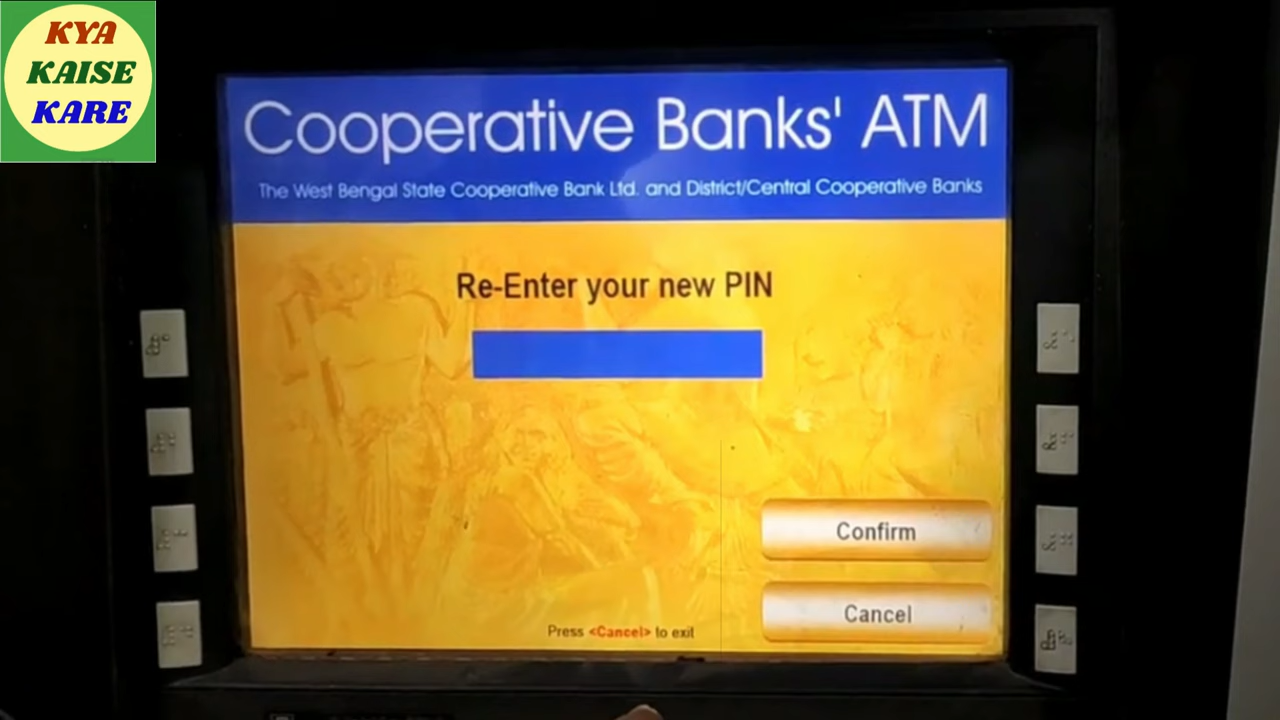 KYA
KAISE
KARE
Cooperative Banks' ATM
The West Bengal State Cooperative Bank Ltd. and District/Central Cooperative Banks
Re-Enter your new PIN
Confirm
Cancel
Press <Cancel> to exit